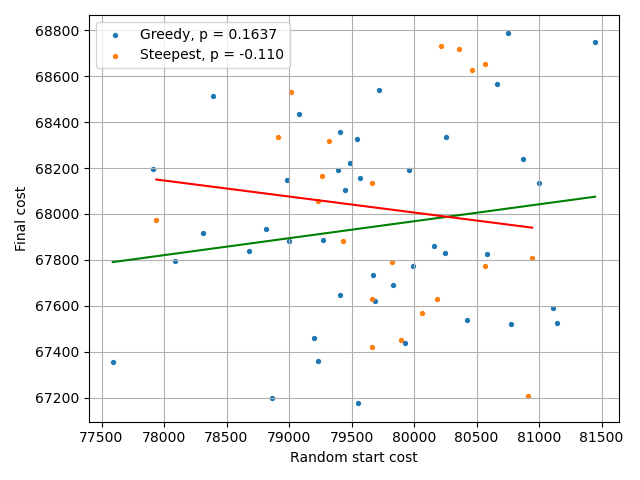 Greedy, p = 0.1637
Steepest, p = -0.110
68800
68600
68400
68200
68000
67800
67600
67400
67200
Final cost
77500 78000 78500 79000 79500 80000 80500 81000 81500
Random start cost